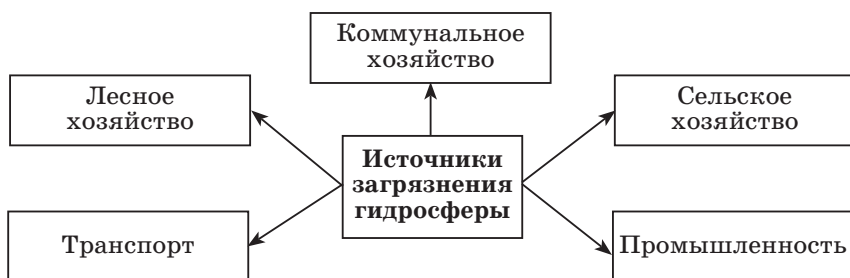 Коммунальное
хозяйство
Лесное
хозяйство
Сельское
хозяйство
Источники
загрязнения
гидросферы
Транспорт
Промышленность